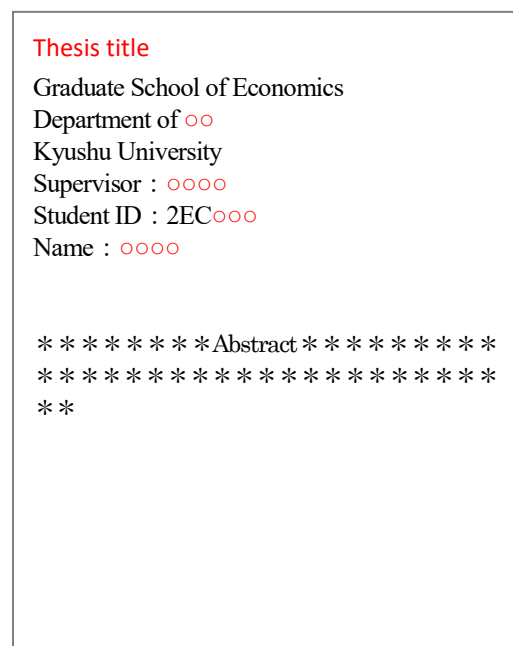 Thesis title
Graduate School of Economics
Department of ○○
Kyushu University
Supervisor：○○○○
Student ID：2EC○○○
Name：○○○○
＊＊＊＊＊＊＊＊Abstract＊＊＊＊＊＊＊＊＊
＊＊＊＊＊＊＊＊＊＊＊＊＊＊＊＊＊＊＊＊＊
＊＊